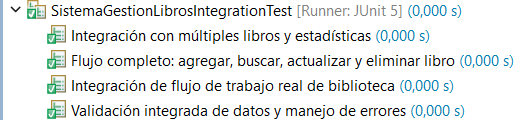 SistemaGestionLibrosIntegrationTest [Runner: JUnit 5] (0,000 s)
Integración con múltiples libros y estadísticas (0,000 s)
Flujo completo: agregar, buscar, actualizar y eliminar libro (0,000 s)
Integración de flujo de trabajo real de biblioteca (0,000 s)
Validación integrada de datos y manejo de errores (0,000 s)